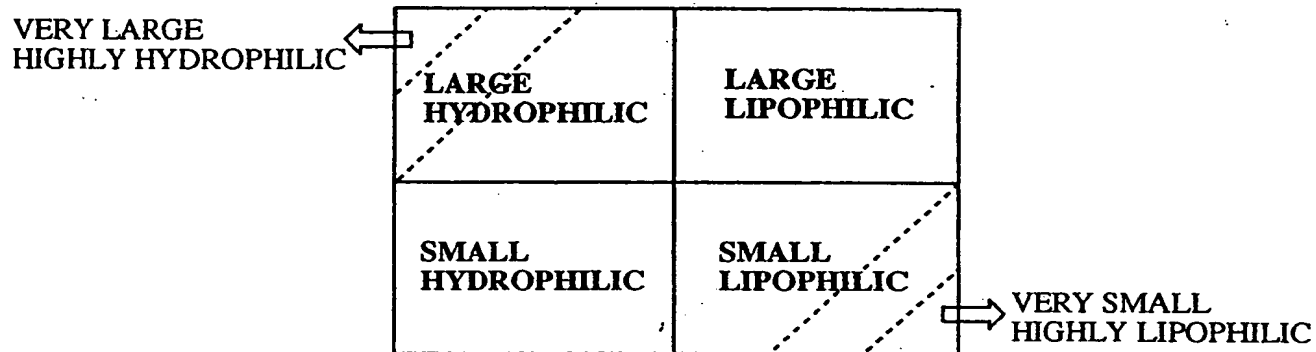 VERY LARGE
HIGHLY HYDROPHILIC
LARGE
HYDROPHILIC
LARGE
LIPOPHILIC
SMALL
HYDROPHILIC
SMALL
LIPOPHILIC
VERY SMALL
HIGHLY LIPOPHILIC